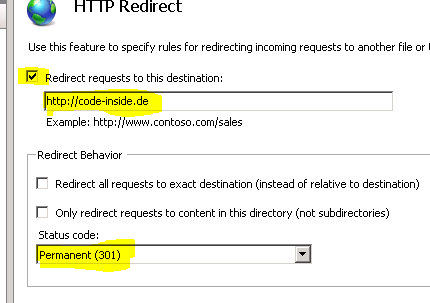 HTTP Redirect
Use this feature to specify rules for redirecting incoming requests to another file or
Redirect requests to this destination:
http://code-inside.de
Example: http://www.contoso.com/sales
Redirect Behavior
Redirect all requests to exact destination (instead of relative to destination)
Only redirect requests to content in this directory (not subdirectories)
Status code:
Permanent (301)